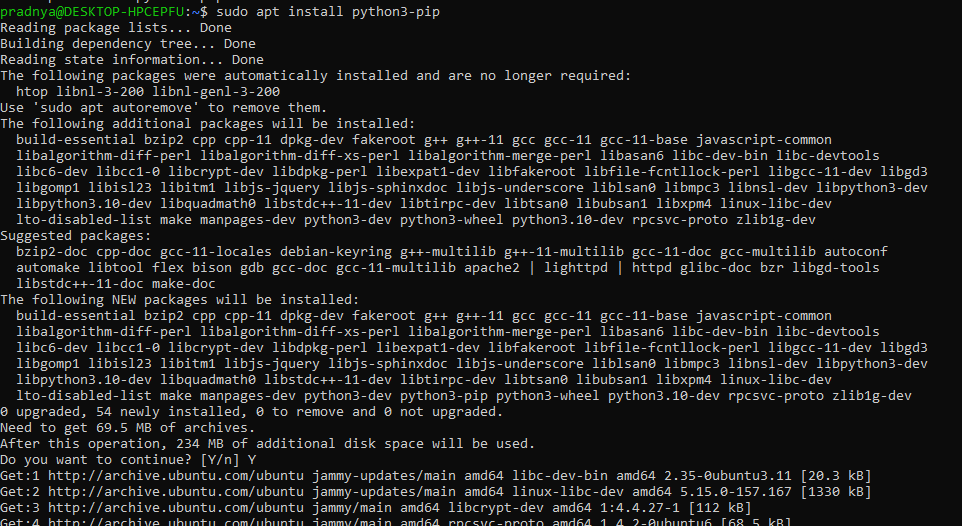 pradnya@DESKTOP-HPCEPFU:~$ sudo apt install python3-pip
Reading package lists... Done
Building dependency tree... Done
Reading state information... Done
The following packages were automatically installed and are no longer required:
  htop libnl-3-200 libnl-genl-3-200
Use 'sudo apt autoremove' to remove them.
The following additional packages will be installed:
  build-essential bzip2 cpp cpp-11 dpkg-dev fakeroot g++ g++-11 gcc gcc-11 gcc-11-base javascript-common
  libalgorithm-diff-perl libalgorithm-diff-xs-perl libalgorithm-merge-perl libasan6 libc-dev-bin libc-devtools
  libc6-dev libcc1-0 libcrypt-dev libdpkg-perl libexpat1-dev libfakeroot libfile-fcntllock-perl libgcc-11-dev libgd3
  libgomp1 libisl23 libitm1 libjs-jquery libjs-sphinxdoc libjs-underscore liblsan0 libmpc3 libnsl-dev libpython3-dev
  libpython3.10-dev libquadmath0 libstdc++-11-dev libtirpc-dev libtsan0 libubsan1 libxpm4 linux-libc-dev
  lto-disabled-list make manpages-dev python3-dev python3-wheel python3.10-dev rpcsvc-proto zlib1g-dev
Suggested packages:
  bzip2-doc cpp-doc gcc-11-locales debian-keyring g++-multilib g++-11-multilib gcc-11-doc gcc-multilib autoconf
  automake libtool flex bison gdb gcc-doc gcc-11-multilib apache2 | lighttpd | httpd glibc-doc bzr libgd-tools
  libstdc++-11-doc make-doc
The following NEW packages will be installed:
  build-essential bzip2 cpp cpp-11 dpkg-dev fakeroot g++ g++-11 gcc gcc-11 gcc-11-base javascript-common
  libalgorithm-diff-perl libalgorithm-diff-xs-perl libalgorithm-merge-perl libasan6 libc-dev-bin libc-devtools
  libc6-dev libcc1-0 libcrypt-dev libdpkg-perl libexpat1-dev libfakeroot libfile-fcntllock-perl libgcc-11-dev libgd3
  libgomp1 libisl23 libitm1 libjs-jquery libjs-sphinxdoc libjs-underscore liblsan0 libmpc3 libnsl-dev libpython3-dev
  libpython3.10-dev libquadmath0 libstdc++-11-dev libtirpc-dev libtsan0 libubsan1 libxpm4 linux-libc-dev
  lto-disabled-list make manpages-dev python3-dev python3-pip python3-wheel python3.10-dev rpcsvc-proto zlib1g-dev
0 upgraded, 54 newly installed, 0 to remove and 0 not upgraded.
Need to get 69.5 MB of archives.
After this operation, 234 MB of additional disk space will be used.
Do you want to continue? [Y/n] Y
Get:1 http://archive.ubuntu.com/ubuntu jammy-updates/main amd64 libc-dev-bin amd64 2.35-0ubuntu3.11 [20.3 kB]
Get:2 http://archive.ubuntu.com/ubuntu jammy-updates/main amd64 linux-libc-dev amd64 5.15.0-157.167 [1330 kB]
Get:3 http://archive.ubuntu.com/ubuntu jammy/main amd64 libcrypt-dev amd64 1:4.4.27-1 [112 kB]
Get:4 http://archive.ubuntu.com/ubuntu jammy/main amd64 rpcsvc-proto amd64 1.4.2-0ubuntu6 [68.5 kB]